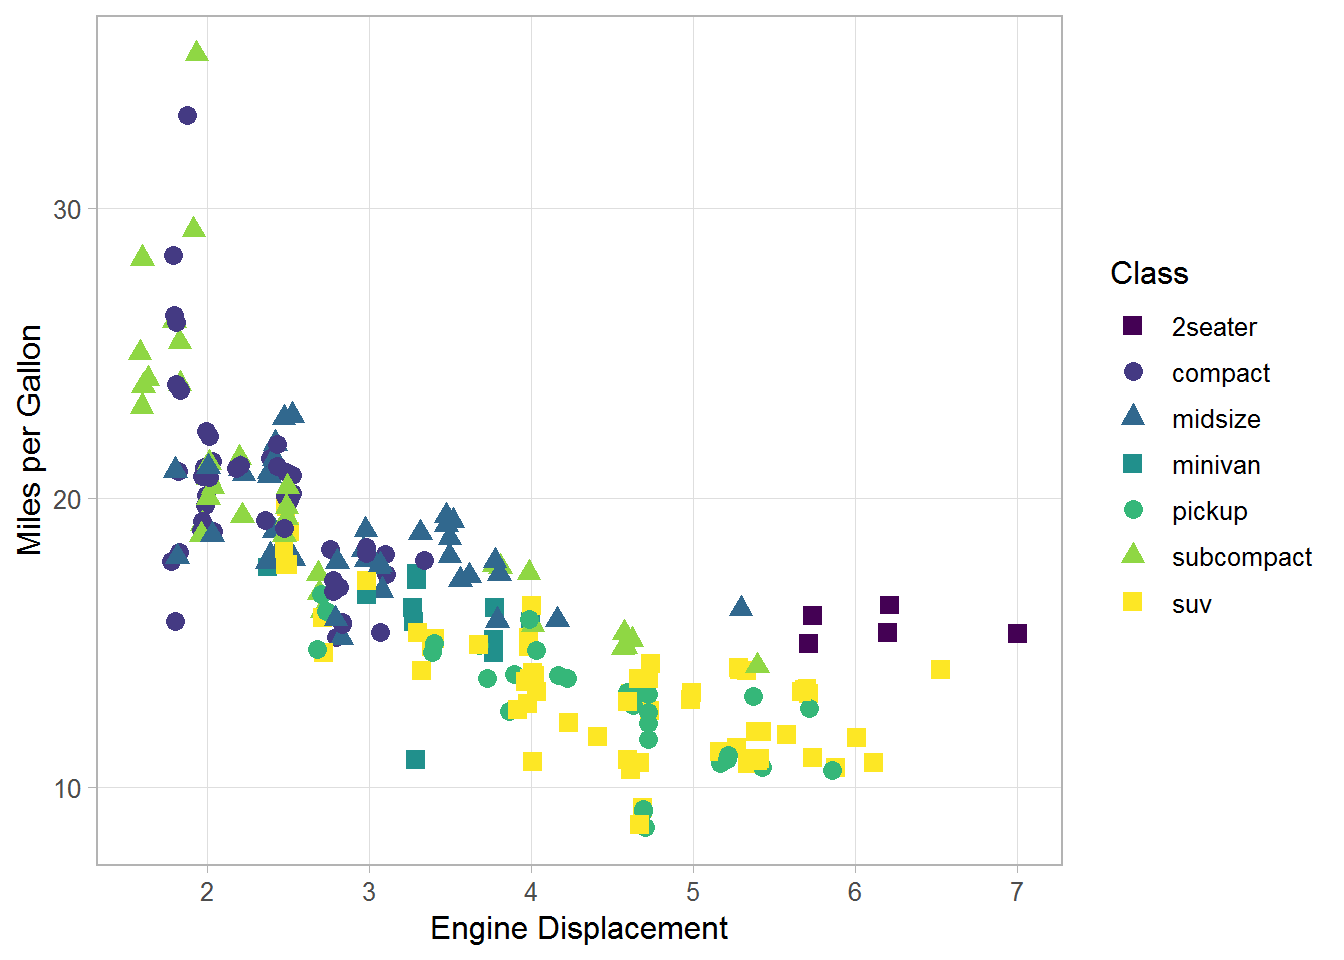 30
20
10
Miles per Gallon
2 3 4 5 6 7
Engine Displacement
Class
2seater
compact
midsize
minivan
pickup
subcompact
suv